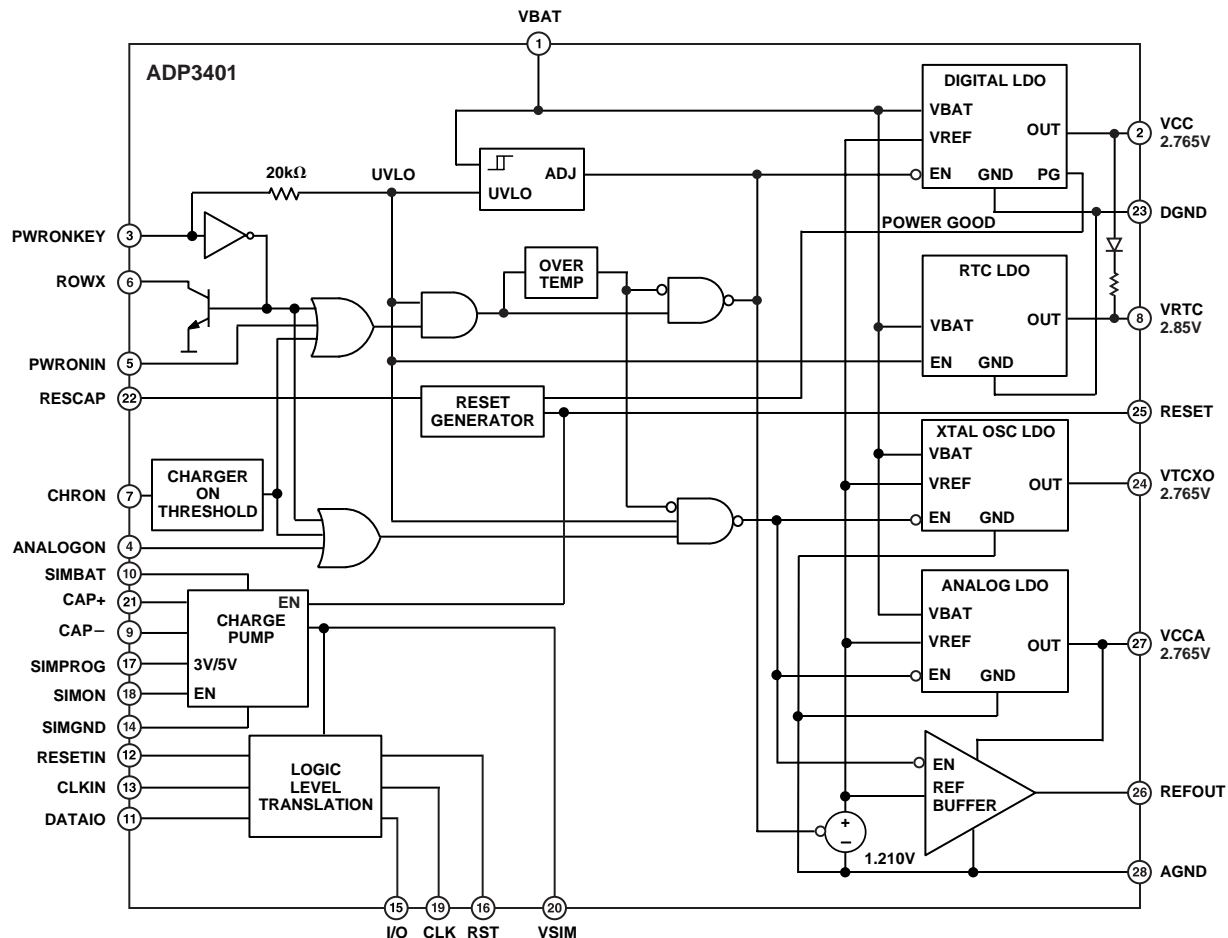 VBAT
1
ADP3401
DIGITAL LDO
VBAT
VREF
OUT
EN
GND
PG
2
VCC
2.765V
20kΩ
UVLO
ADJ
UVLO
PWRONKEY
3
23
DGND
POWER GOOD
ROWX
6
OVER
TEMP
RTC LDO
VBAT
OUT
EN
GND
8
VRTC
2.85V
PWRONIN
5
RESCAP
22
RESET
GENERATOR
25
RESET
XTAL OSC LDO
VBAT
VREF
OUT
EN
GND
24
VTCXO
2.765V
CHRON
7
CHARGER
ON
THRESHOLD
ANALOGON
4
SIMBAT
10
CAP+
21
CAP−
9
SIMPROG
17
SIMON
18
SIMGND
14
EN
CHARGE
PUMP
3V/5V
EN
ANALOG LDO
VBAT
VREF
OUT
EN
GND
27
VCCA
2.765V
RESETIN
12
CLKIN
13
DATAIO
11
LOGIC
LEVEL
TRANSLATION
EN
REF
BUFFER
26
REFOUT
+
−
1.210V
28
AGND
15
19
16
20
I/O
CLK
RST
VSIM